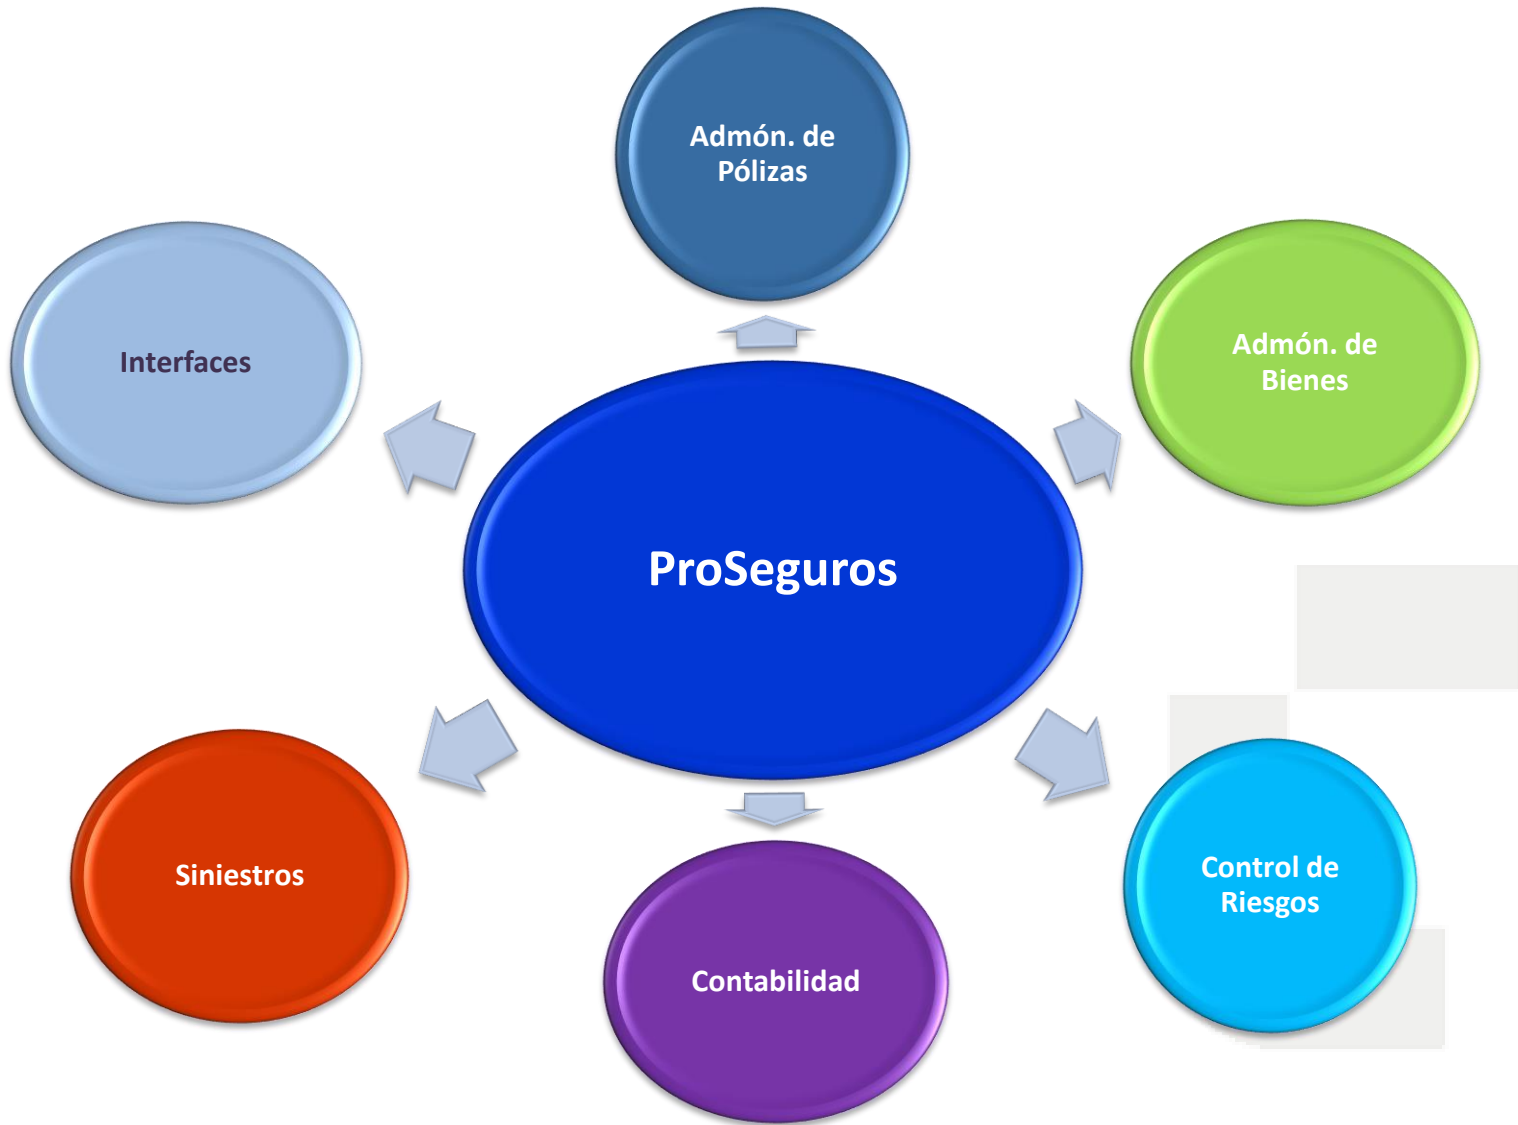 Admón. de
Pólizas
Interfaces
Admón. de
Bienes
ProSeguros
Siniestros
Control de
Riesgos
Contabilidad